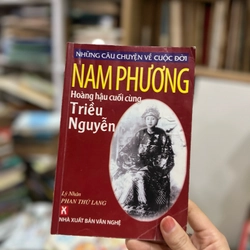 NHỮNG CÂU CHUYỆN VỀ CUỘC ĐỜI
NAM PHƯƠNG
Hoàng hậu cuối cùng
Triều
Nguyễn
Lý Nhân
PHAN THỨ LANG
NHÀ XUẤT BẢN VĂN NGHỆ